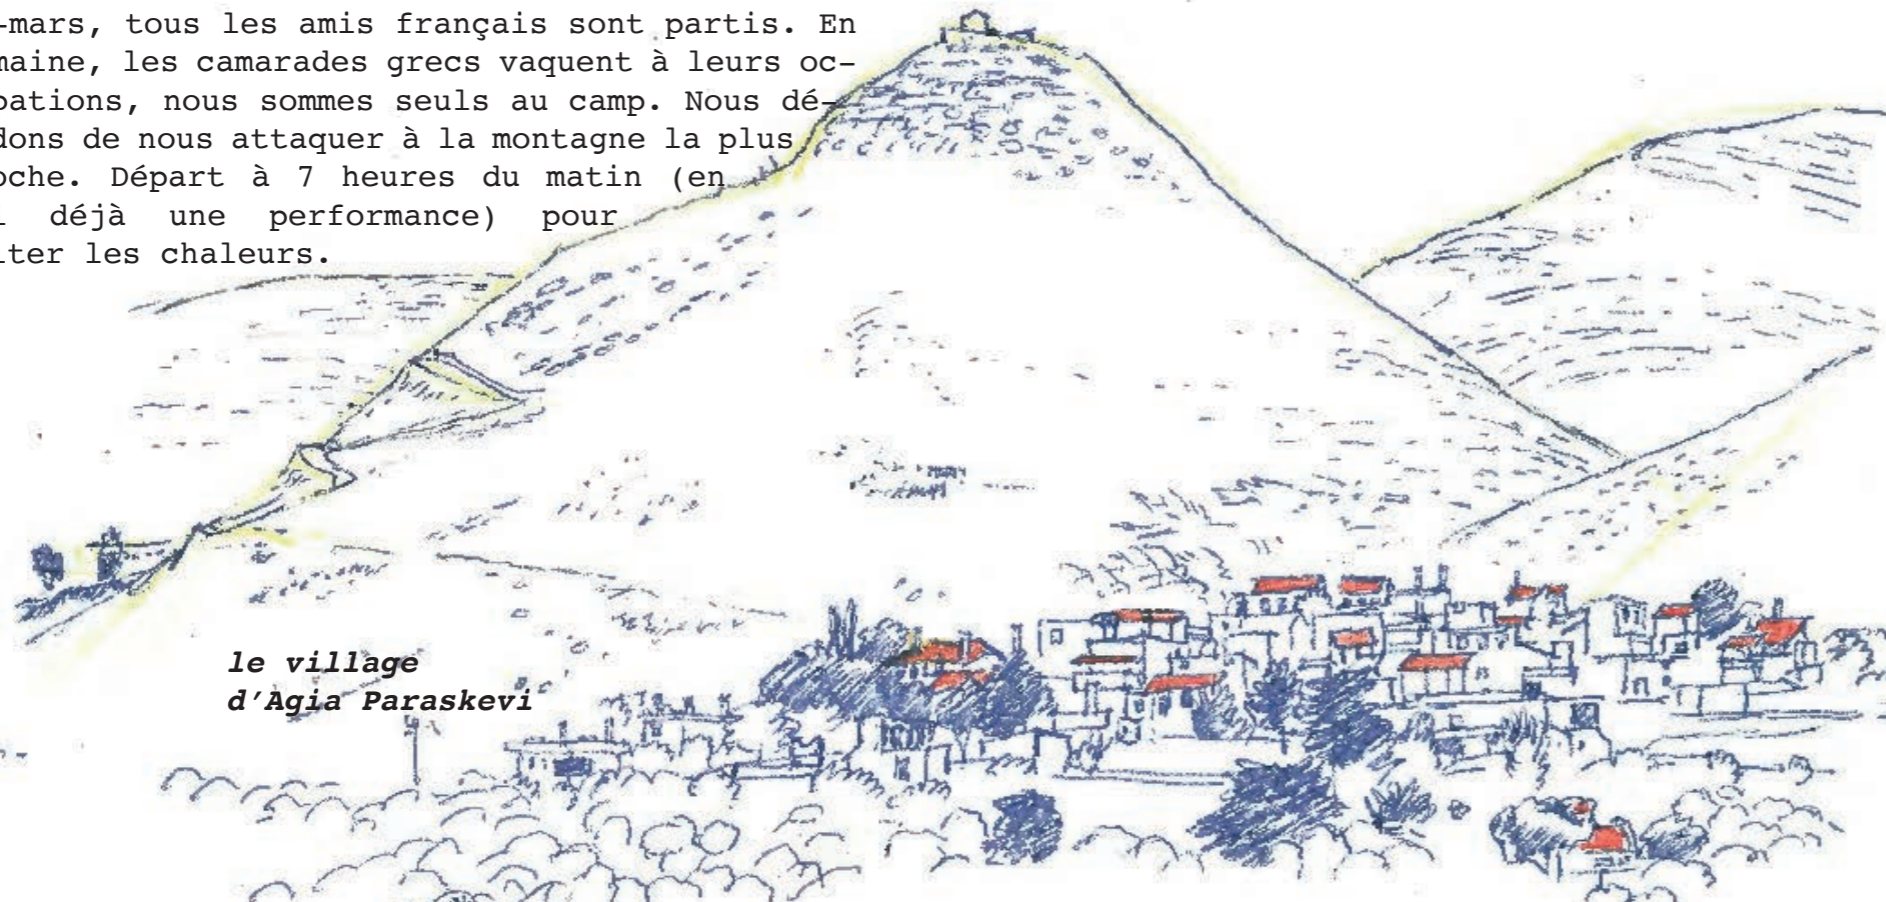 -mars, tous les amis français sont partis. En
maine, les camarades grecs vaquent à leurs oc-
pations, nous sommes seuls au camp. Nous dé-
dons de nous attaquer à la montagne la plus
oche. Départ à 7 heures du matin (en
déjà une performance) pour
iter les chaleurs.
le village
d'Agia Paraskevi